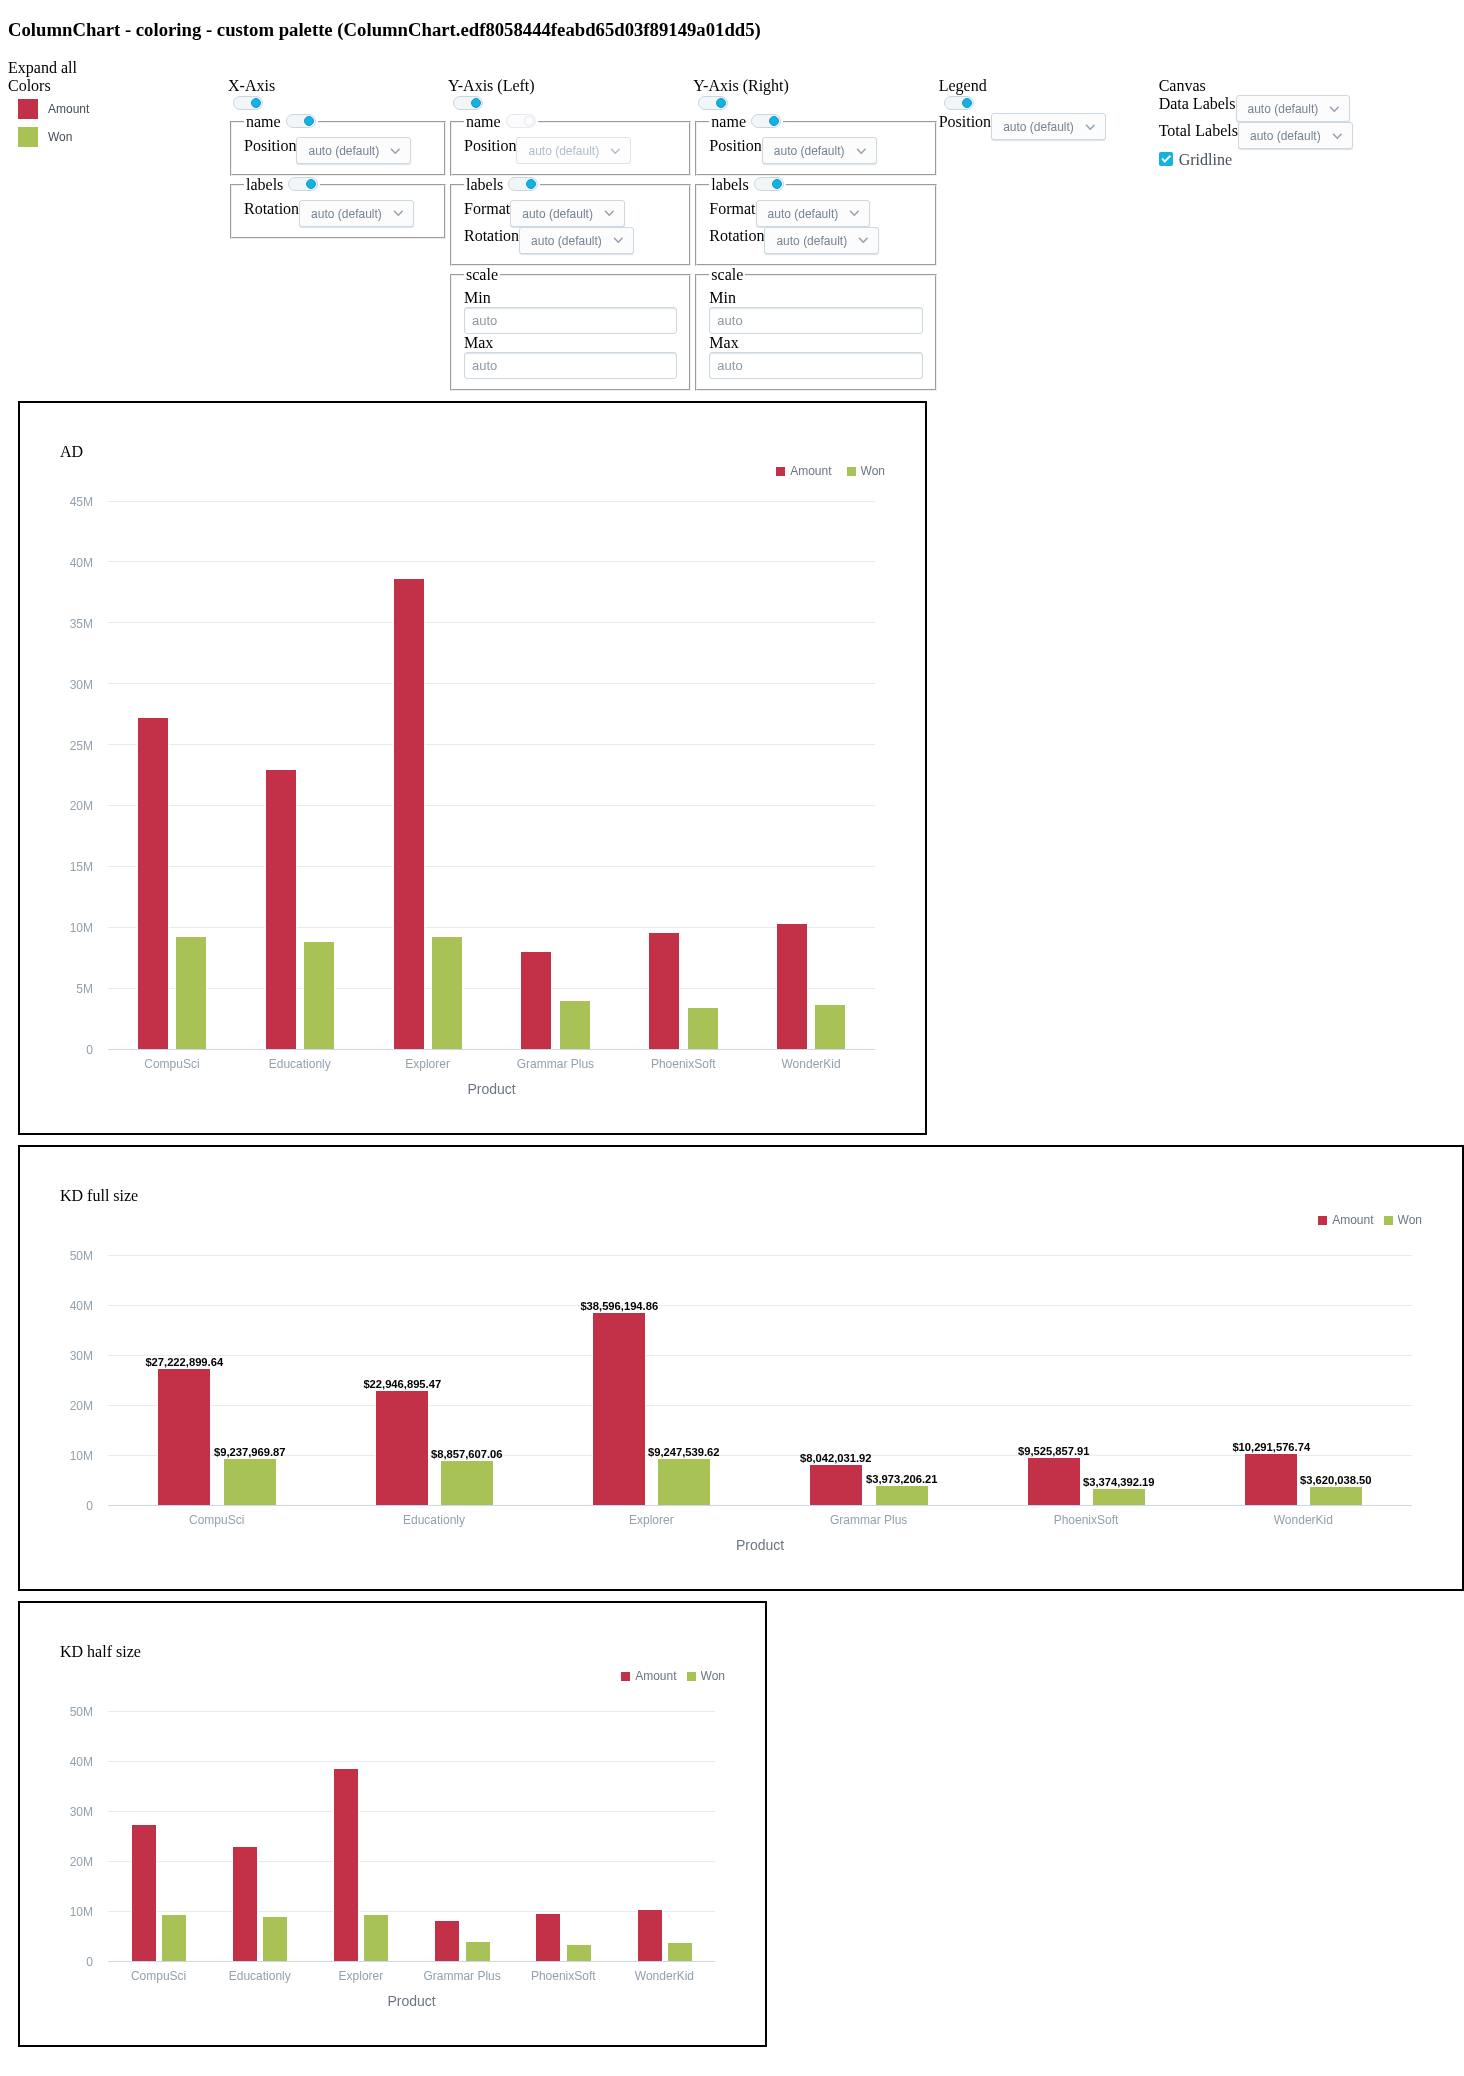 ColumnChart - coloring - custom palette (ColumnChart.edf8058444feabd65d03f89149a01dd5)
Expand all
Colors
Amount
Won
X-Axis
name
Position auto (default)
labels
Rotation auto (default)
Y-Axis (Left)
name
Position auto (default)
labels
Format auto (default)
Rotation auto (default)
scale
Min
auto
Max
auto
Y-Axis (Right)
name
Position auto (default)
labels
Format auto (default)
Rotation auto (default)
scale
Min
auto
Max
auto
Legend
Position auto (default)
Canvas
Data Labels auto (default)
Total Labels auto (default)
Gridline
AD
Amount Won
45M
40M
35M
30M
25M
20M
15M
10M
5M
0
CompuSci Educationly Explorer Grammar Plus PhoenixSoft WonderKid
Product
KD full size
Amount Won
50M
40M
30M
20M
10M
0
$27,222,899.64
$9,237,969.87
$22,946,895.47
$8,857,607.06
$38,596,194.86
$9,247,539.62
$8,042,031.92
$3,973,206.21
$9,525,857.91
$3,374,392.19
$10,291,576.74
$3,620,038.50
CompuSci Educationly Explorer Grammar Plus PhoenixSoft WonderKid
Product
KD half size
Amount Won
50M
40M
30M
20M
10M
0
CompuSci Educationly Explorer Grammar Plus PhoenixSoft WonderKid
Product